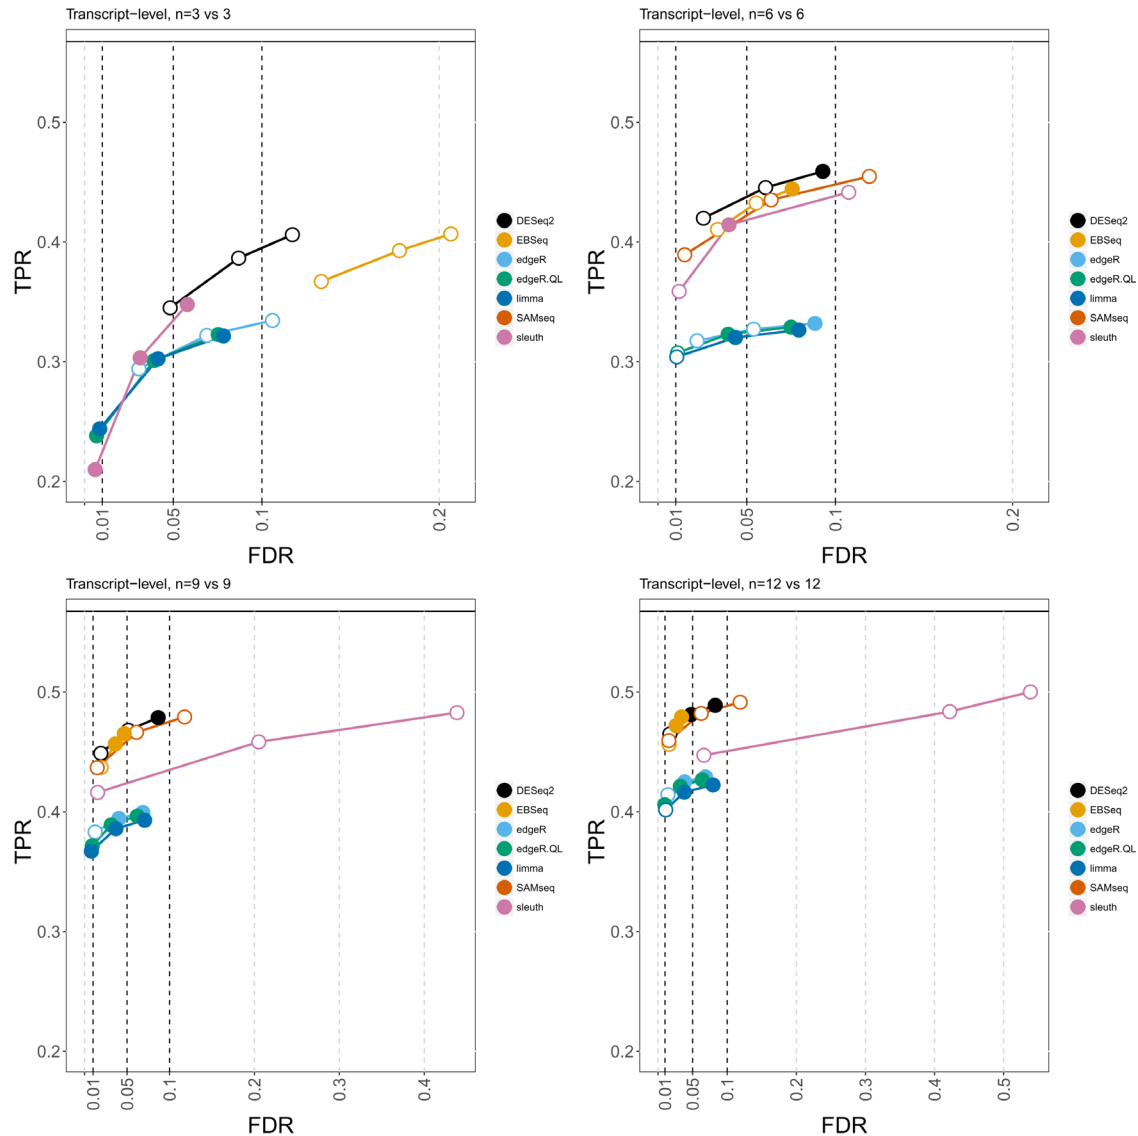 Transcript−level, n=3 vs 3
TPR
0.5
0.4
0.3
0.2
0.01
0.05
0.1
0.2
FDR
DESeq2
EBSeq
edgeR
edgeR.QL
limma
SAMseq
sleuth
Transcript−level, n=6 vs 6
TPR
0.5
0.4
0.3
0.2
0.01
0.05
0.1
0.2
FDR
DESeq2
EBSeq
edgeR
edgeR.QL
limma
SAMseq
sleuth
Transcript−level, n=9 vs 9
TPR
0.5
0.4
0.3
0.2
0.01
0.05
0.1
0.2
0.3
0.4
FDR
DESeq2
EBSeq
edgeR
edgeR.QL
limma
SAMseq
sleuth
Transcript−level, n=12 vs 12
TPR
0.5
0.4
0.3
0.2
0.01
0.05
0.1
0.2
0.3
0.4
0.5
FDR
DESeq2
EBSeq
edgeR
edgeR.QL
limma
SAMseq
sleuth